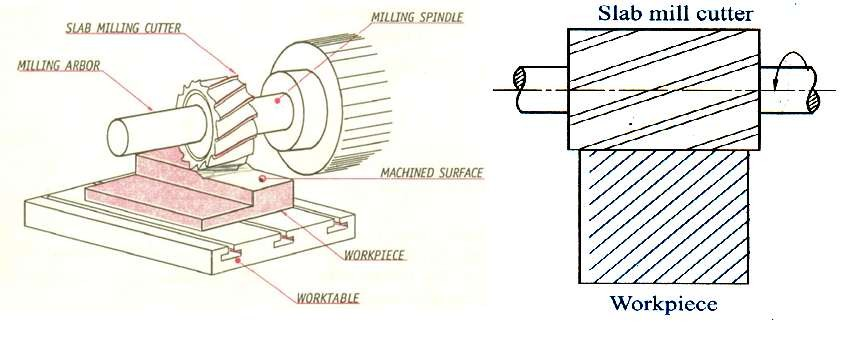 MILLING SPINDLE
SLAB MILLING CUTTER
MILLING ARBOR
MACHINED SURFACE
WORKPIECE
WORKTABLE
Slab mill cutter
Workpiece